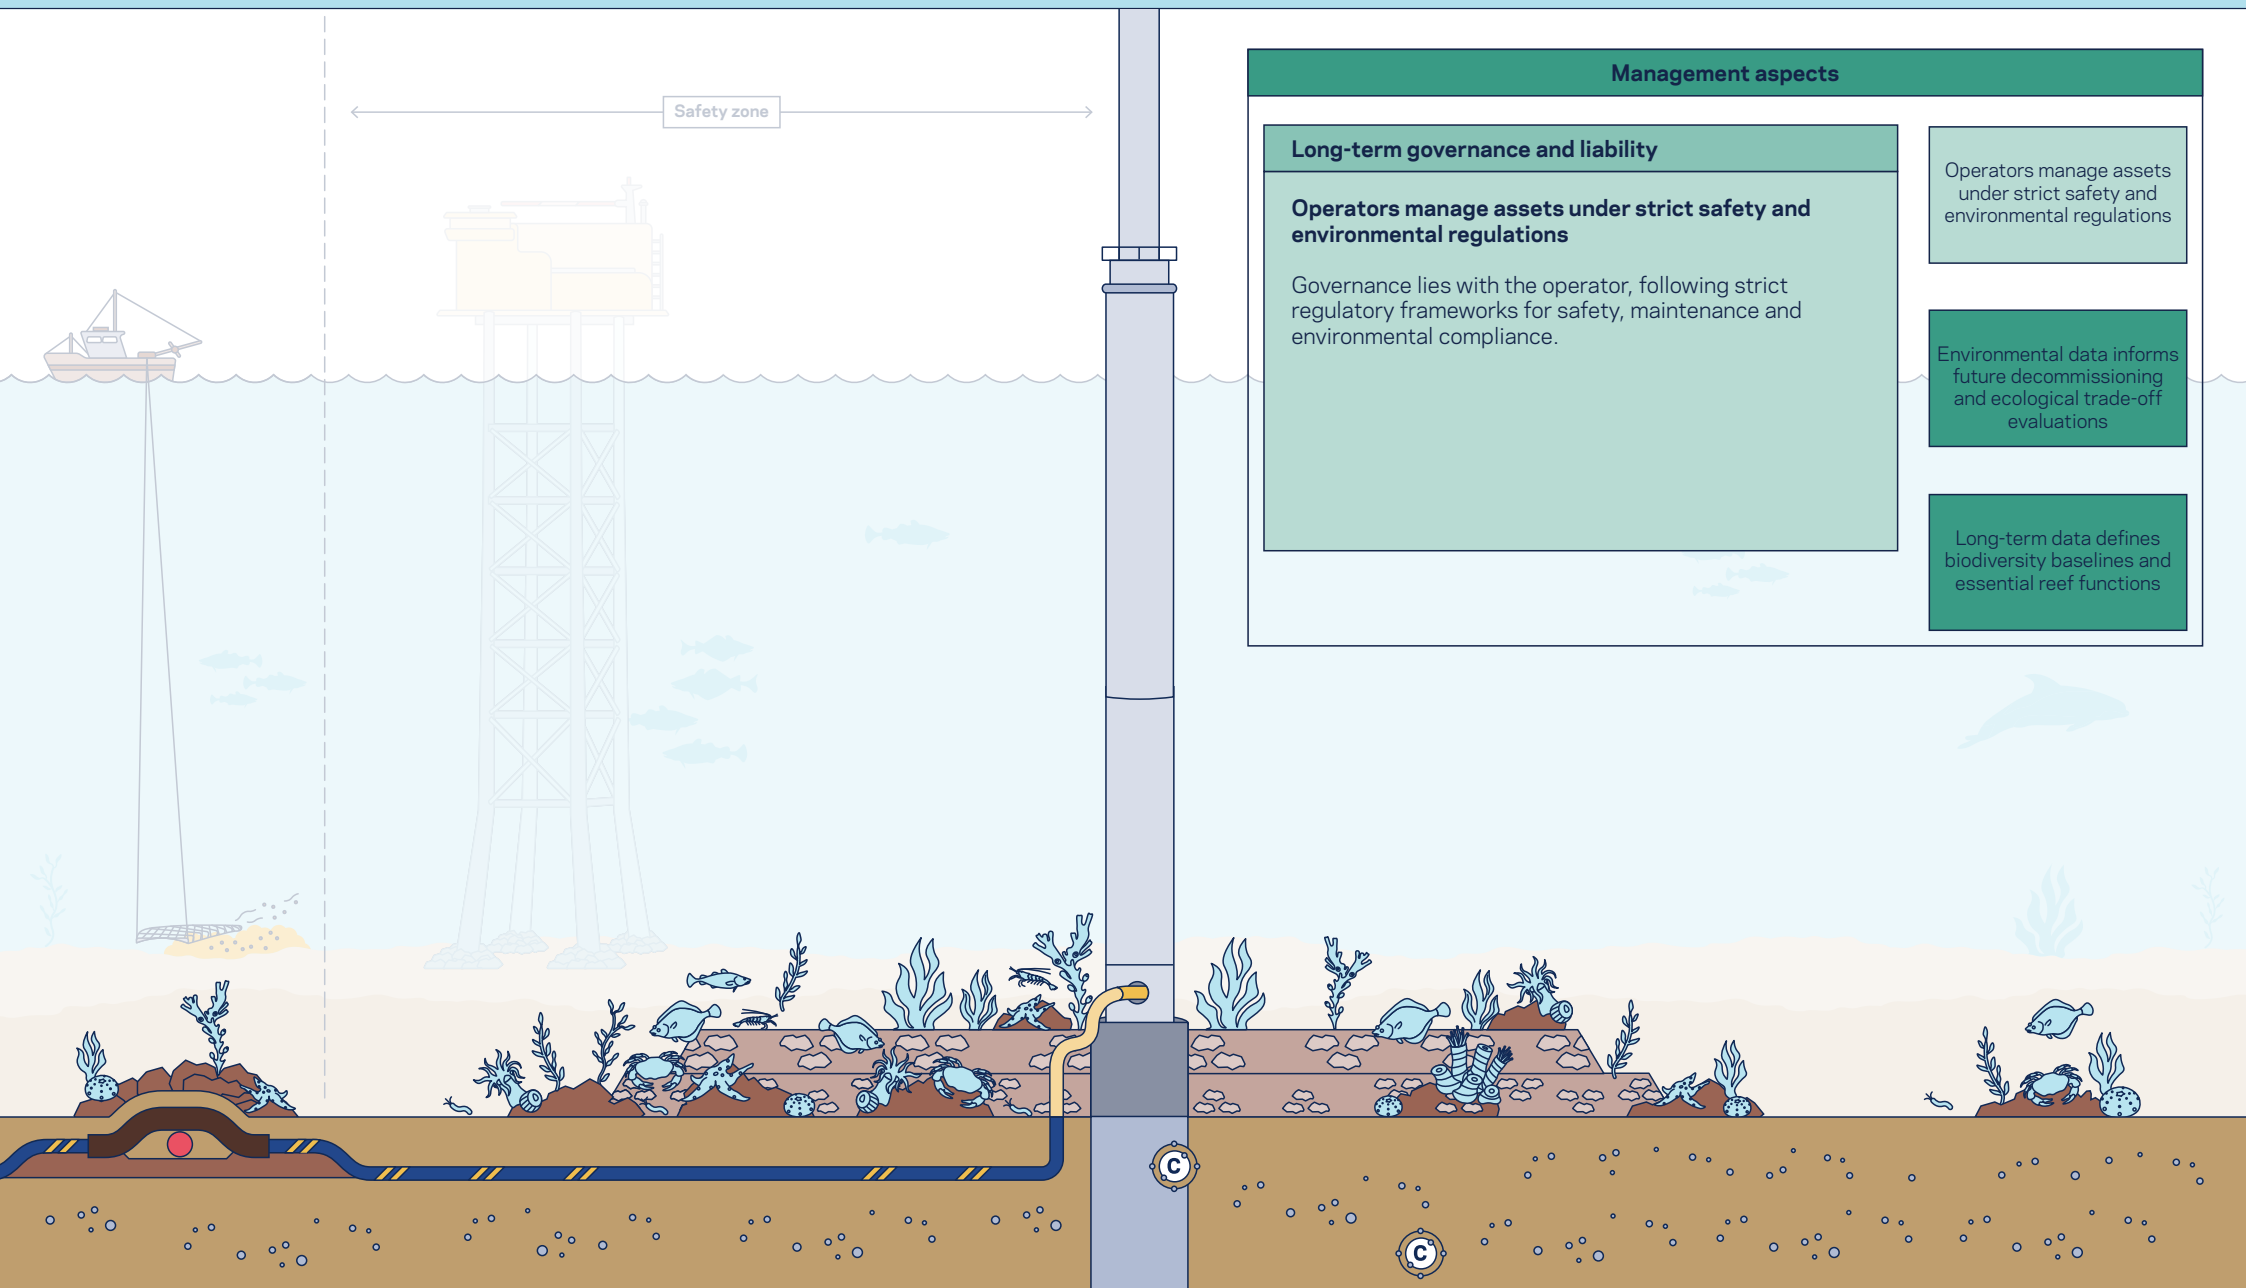 Safety zone
Management aspects
Long-term governance and liability
Operators manage assets under strict safety and
environmental regulations
Governance lies with the operator, following strict
regulatory frameworks for safety, maintenance and
environmental compliance.
Operators manage assets
under strict safety and
environmental regulations
Environmental data informs
future decommissioning
and ecological trade-off
evaluations
Long-term data defines
biodiversity baselines and
essential reef functions
C
C